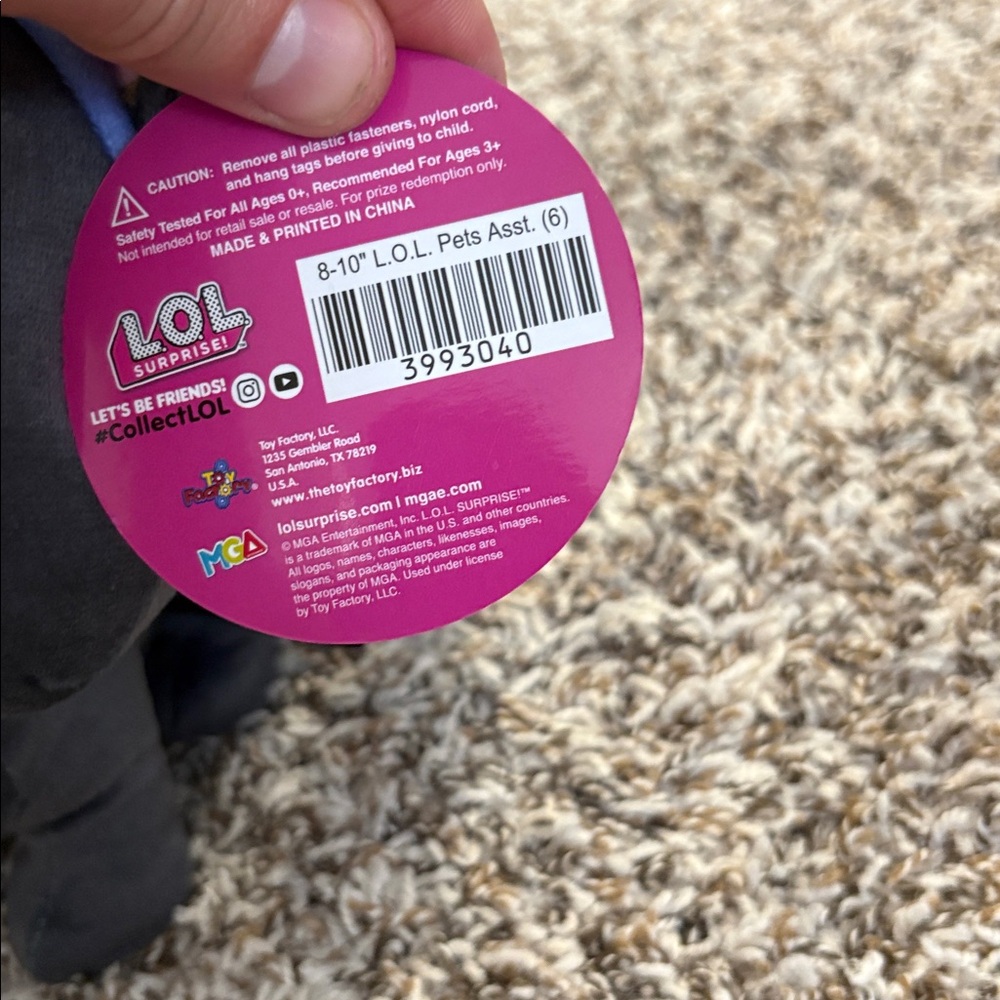 CAUTION: Remove all plastic fasteners, nylon cord,
and hang tags before giving to child.
Safety Tested For All Ages 0+, Recommended For Ages 3+
Not intended for retail sale or resale. For prize redemption only.
MADE & PRINTED IN CHINA
8-10" L.O.L. Pets Asst. (6)
3993040
L.O.L.
SURPRISE!
LET'S BE FRIENDS!
#CollectLOL
Toy Factory, LLC.
1235 Gembler Road
San Antonio, TX 78219
U.S.A.
www.thetoyfactory.biz
Toy
Factory
lolsurprise.com | mgae.com
MGA
© MGA Entertainment, Inc. L.O.L. SURPRISE!™
is a trademark of MGA in the U.S. and other countries.
All logos, names, characters, likenesses, images,
slogans, and packaging appearance are
the property of MGA. Used under license
by Toy Factory, LLC.